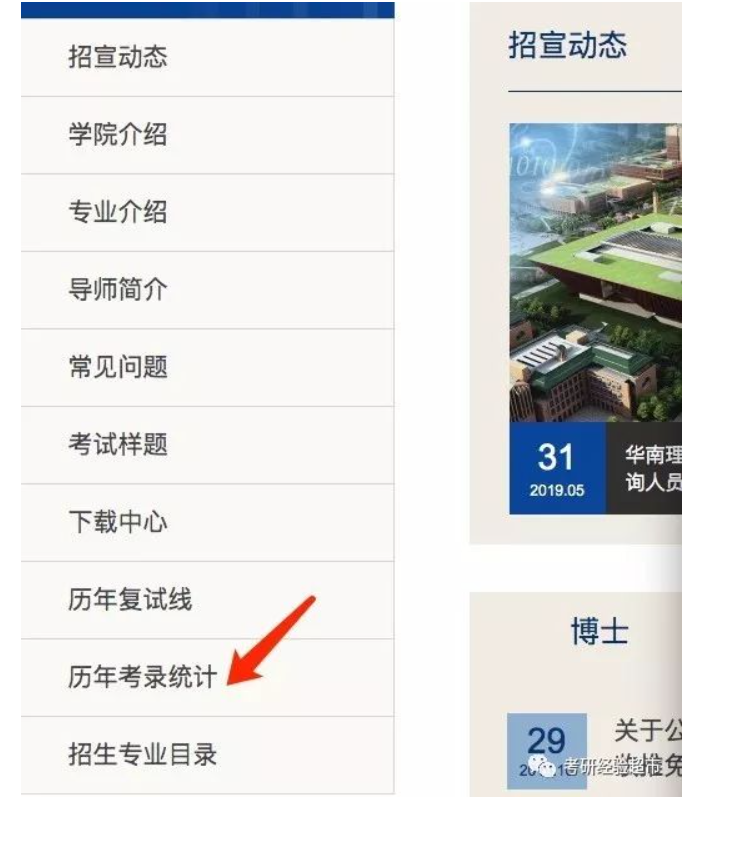 招宣动态
学院介绍
专业介绍
导师简介
常见问题
考试样题
下载中心
历年复试线
历年考录统计
招生专业目录
招宣动态
1010
31
2019.05
华南理
询人员
博士
29
关于公
推免
考研经验超市